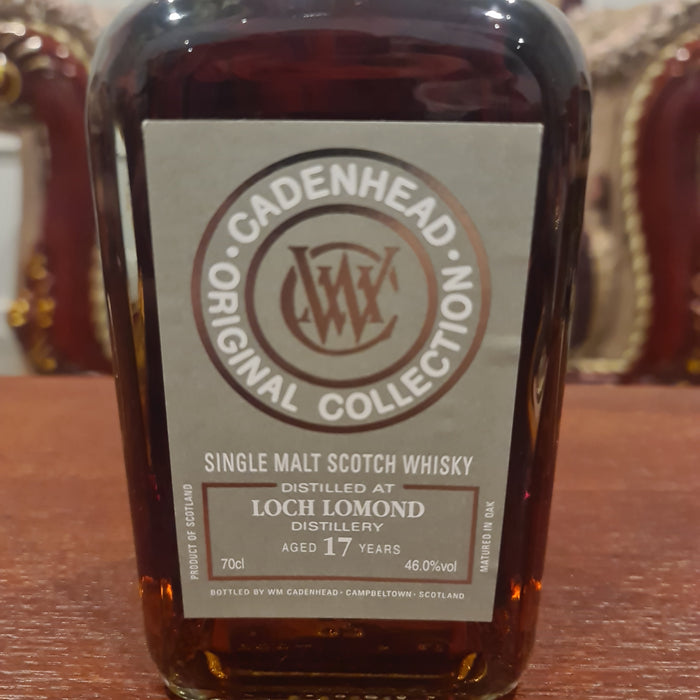 · CADENHEAD ·
ORIGINAL COLLECTION
WMC
SINGLE MALT SCOTCH WHISKY
DISTILLED AT
LOCH LOMOND
DISTILLERY
AGED 17 YEARS
70cl 46.0%vol
PRODUCT OF SCOTLAND
MATURED IN OAK
BOTTLED BY WM CADENHEAD · CAMPBELTOWN · SCOTLAND